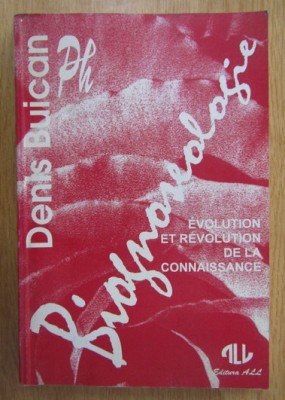 Denis Buican
Ph
Biognoséologie
ÉVOLUTION
ET RÉVOLUTION
DE LA
CONNAISSANCE
ALL
Editura ALL